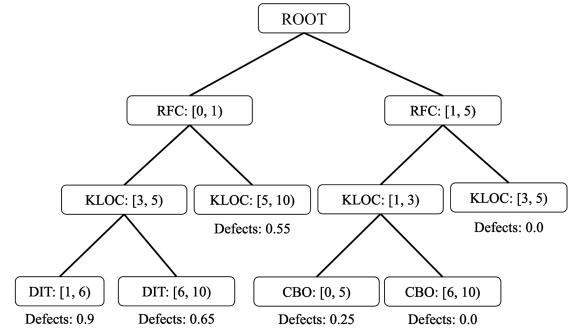 ROOT
RFC: [0, 1)
RFC: [1, 5)
KLOC: [3, 5)
KLOC: [5, 10)
KLOC: [1, 3)
KLOC: [3, 5)
Defects: 0.55
Defects: 0.0
DIT: [1, 6)
DIT: [6, 10)
CBO: [0, 5)
CBO: [6, 10)
Defects: 0.9
Defects: 0.65
Defects: 0.25
Defects: 0.0